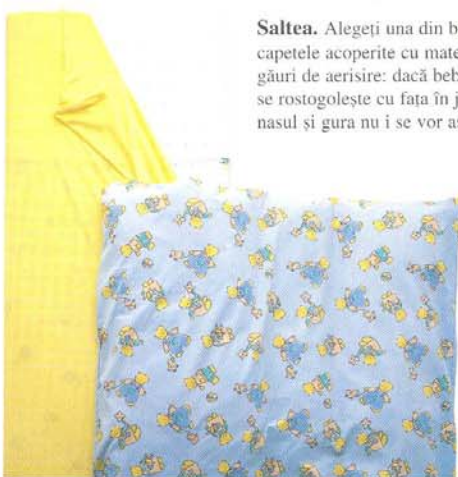 Saltea. Alegeți una din b
capetele acoperite cu mate
găuri de aerisire: dacă beb
se rostogolește cu fața în j
nasul și gura nu i se vor as